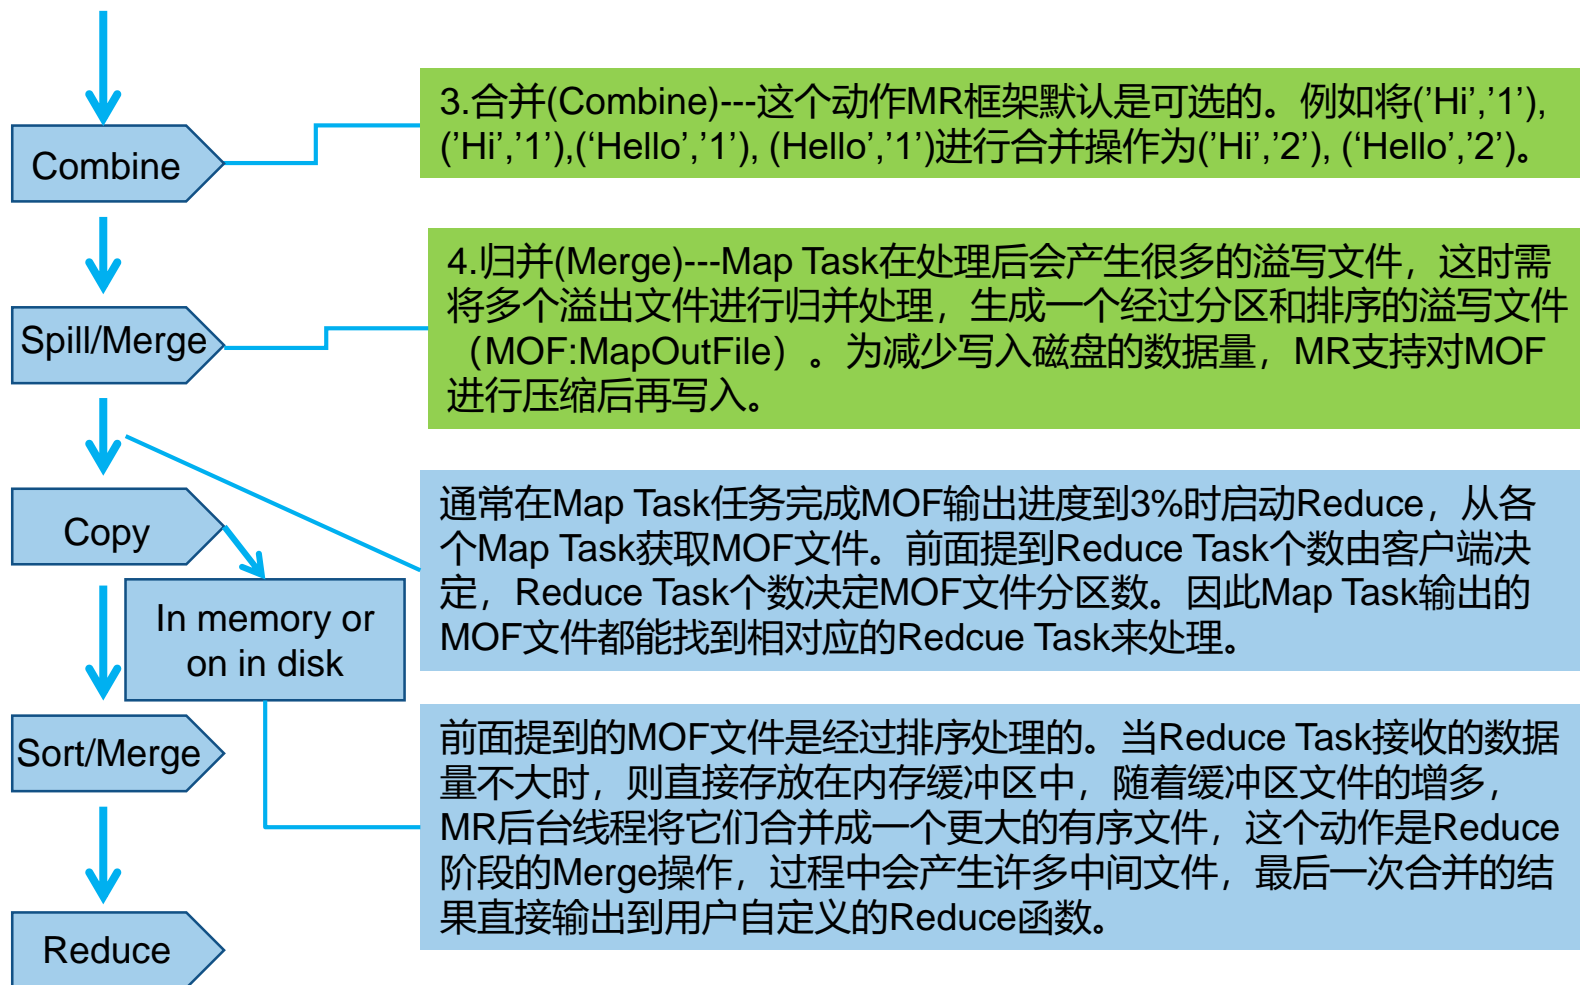 Combine
3.合并(Combine)---这个动作MR框架默认是可选的。例如将(’Hi’,’1’),
(’Hi’,’1’),(‘Hello’,’1’), (Hello’,’1’)进行合并操作为(’Hi’,’2’), (‘Hello’,’2’)。
Spill/Merge
4.归并(Merge)---Map Task在处理后会产生很多的溢写文件，这时需
将多个溢出文件进行归并处理，生成一个经过分区和排序的溢写文件
（MOF:MapOutFile）。为减少写入磁盘的数据量，MR支持对MOF
进行压缩后再写入。
Copy
通常在Map Task任务完成MOF输出进度到3%时启动Reduce，从各
个Map Task获取MOF文件。前面提到Reduce Task个数由客户端决
定，Reduce Task个数决定MOF文件分区数。因此Map Task输出的
MOF文件都能找到相对应的Redcue Task来处理。
In memory or
on in disk
Sort/Merge
前面提到的MOF文件是经过排序处理的。当Reduce Task接收的数据
量不大时，则直接存放在内存缓冲区中，随着缓冲区文件的增多，
MR后台线程将它们合并成一个更大的有序文件，这个动作是Reduce
阶段的Merge操作，过程中会产生许多中间文件，最后一次合并的结
果直接输出到用户自定义的Reduce函数。
Reduce